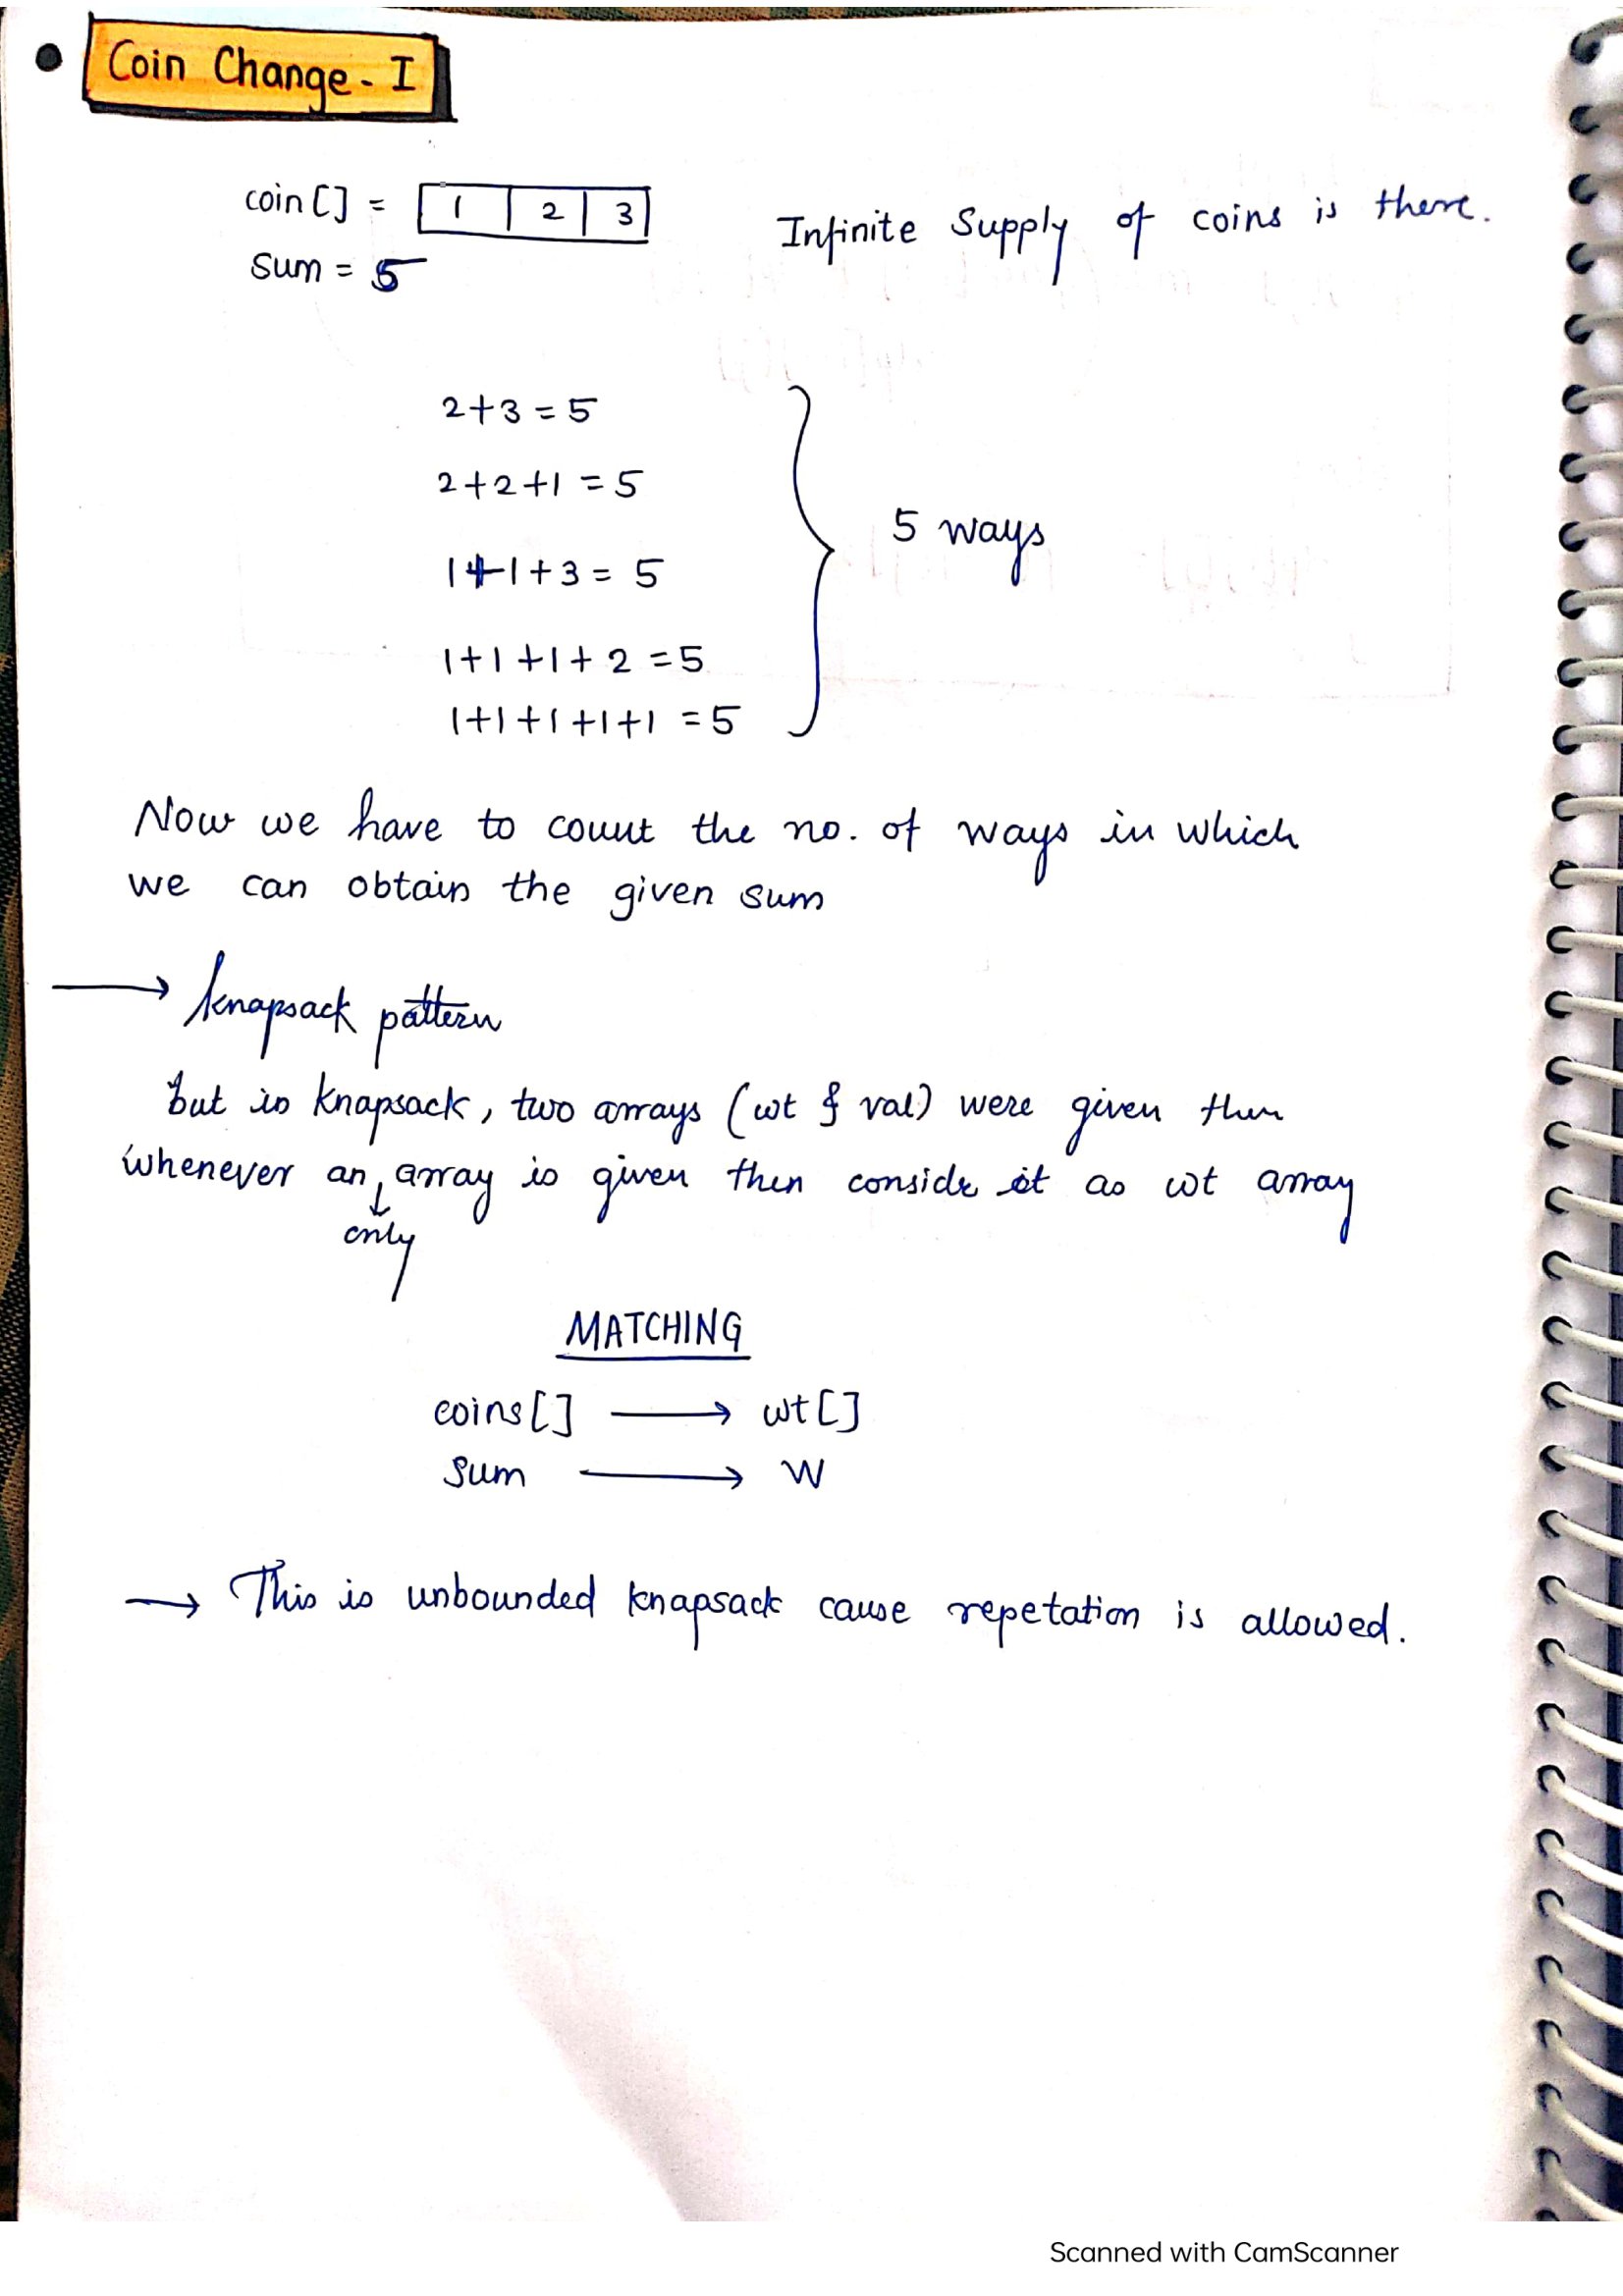 Coin Change - I
coin [] = 1 2 3
Infinite Supply of coins is there.
Sum = 5
2+3 = 5
2+2+1 = 5
1+1+3 = 5
5 ways
1+1+1+2 = 5
1+1+1+1+1 = 5
Now we have to count the no. of ways in which
we can obtain the given sum
→ knapsack pattern
but in knapsack, two arrays (wt & val) were given then
whenever an array is given then conside it as wt array
↓
only
MATCHING
coins [] → wt []
Sum → W
→ This is unbounded knapsack cause repetation is allowed.
Scanned with CamScanner